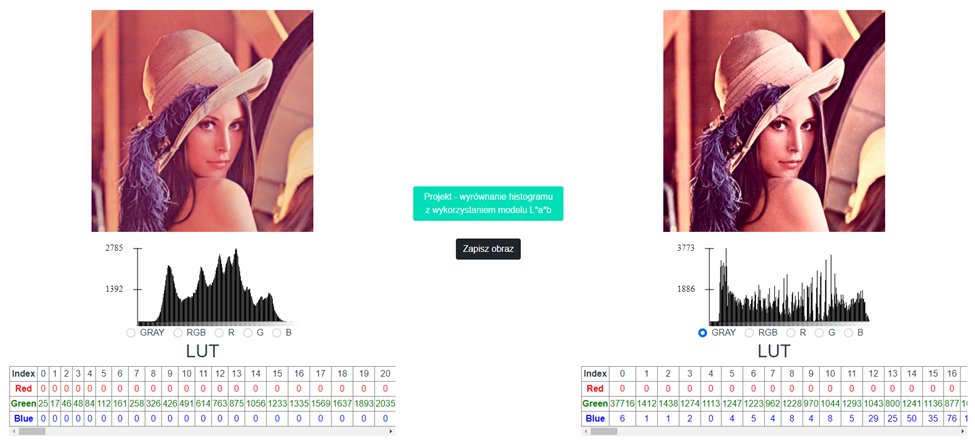 Projekt - wyrównanie histogramu
z wykorzystaniem modelu L*a*b
Zapisz obraz
2785
1392
GRAY RGB R G B
LUT
Index 0 1 2 3 4 5 6 7 8 9 10 11 12 13 14 15 16 17 18 19 20
Red 0 0 0 0 0 0 0 0 0 0 0 0 0 0 0 0 0 0 0 0 0
Green 25 17 46 48 84 112 161 258 326 426 491 614 763 875 1056 1233 1335 1569 1637 1893 2035
Blue 0 0 0 0 0 0 0 0 0 0 0 0 0 0 0 0 0 0 0 0 0
3773
1886
GRAY RGB R G B
LUT
Index 0 1 2 3 4 5 6 7 8 9 10 11 12 13 14 15 16
Red 0 0 0 0 0 0 0 0 0 0 0 0 0 0 0 0 0
Green 37716 1412 1438 1274 1113 1247 1223 962 1228 970 1044 1293 1043 800 1241 1136 877
Blue 6 1 1 2 0 4 5 4 8 4 8 5 29 25 50 35 76